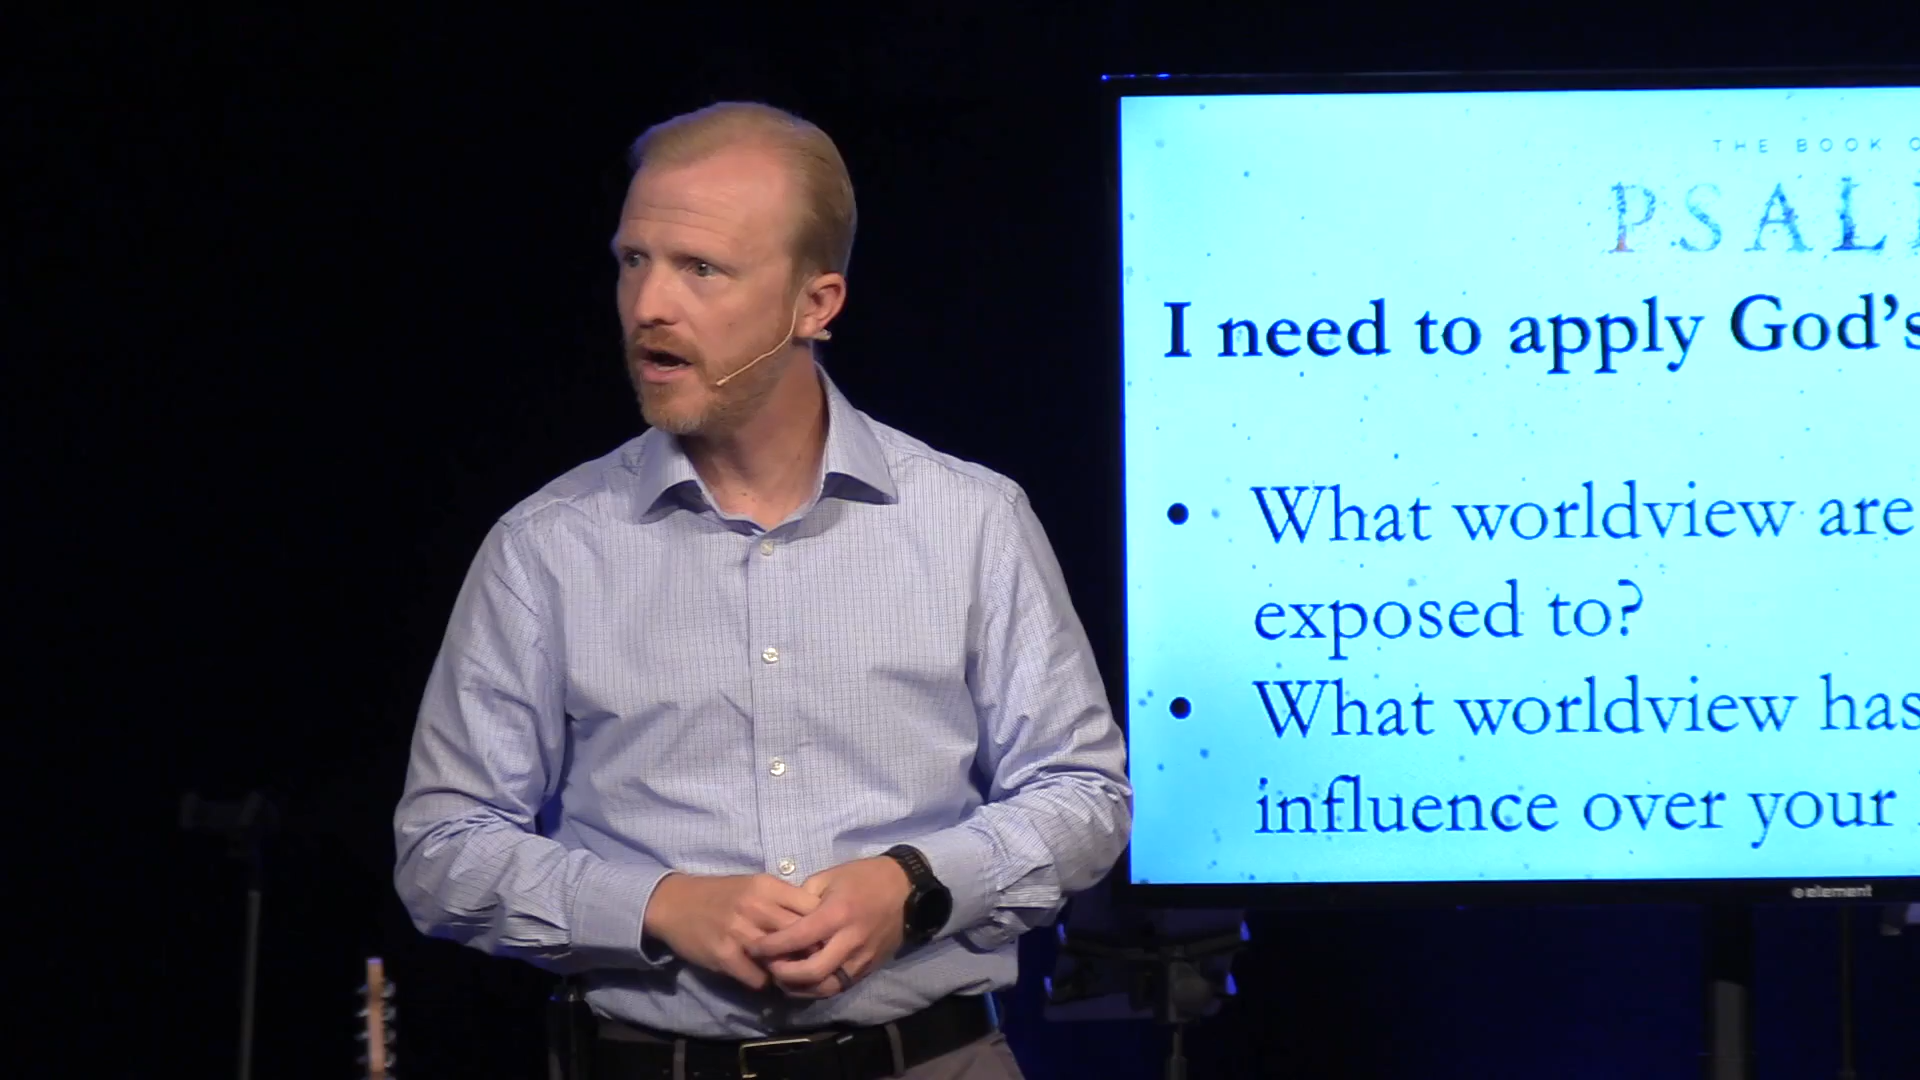 THE BOOK
PSAL
I need to apply God's
• What worldview are
exposed to?
• What worldview has
influence over your
element